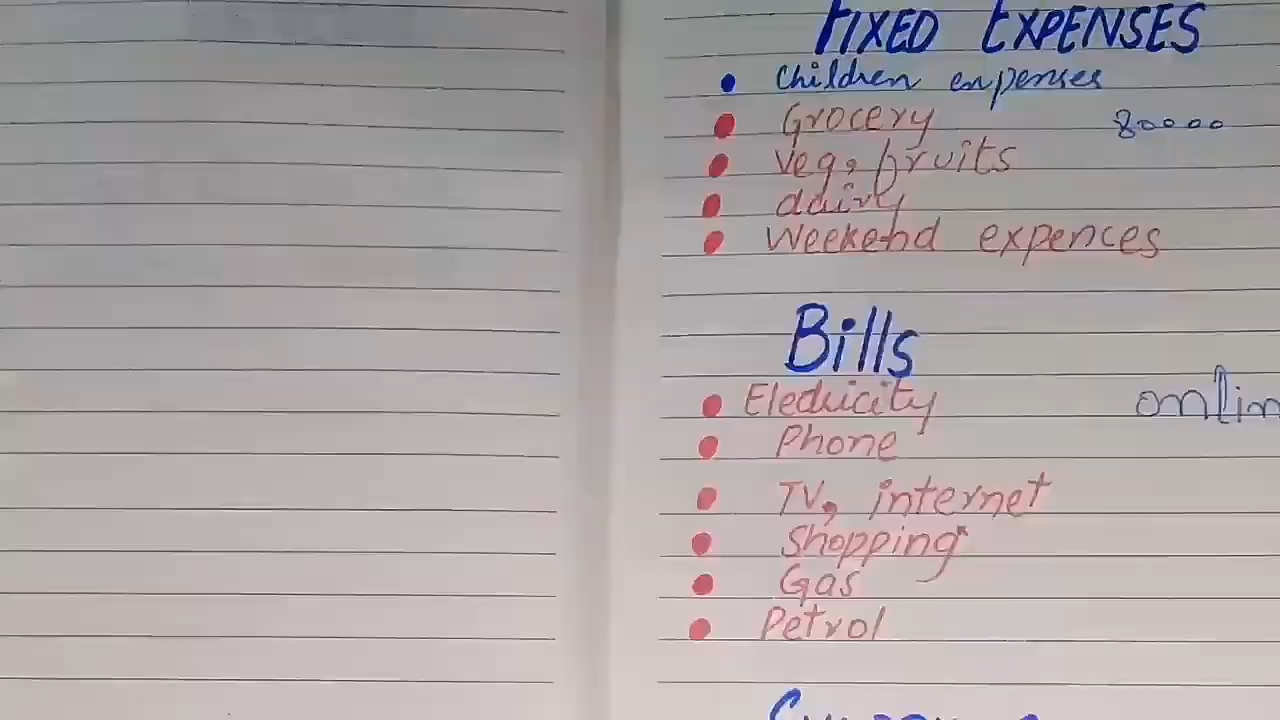 FIXED EXPENSES
• Children expenses
• Grocery 80000
• Veg, fruits
• dairy
• Weekend expences
Bills
• Electricity onlin
• Phone
• TV, internet
• Shopping
• Gas
• Petrol